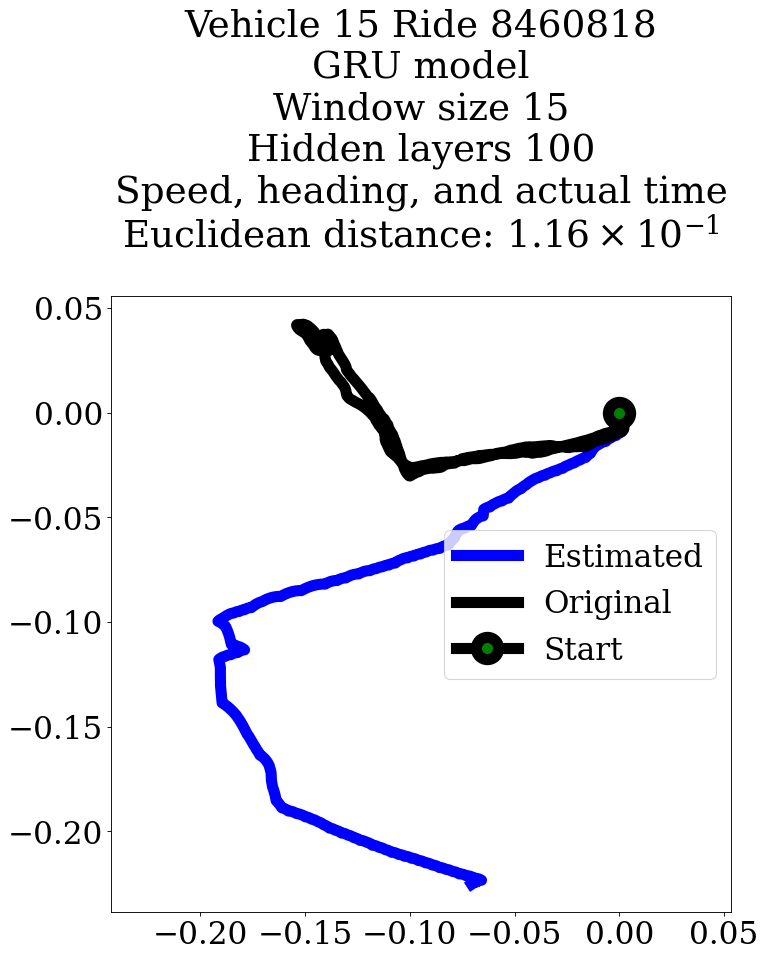 Vehicle 15 Ride 8460818
GRU model
Window size 15
Hidden layers 100
Speed, heading, and actual time
Euclidean distance: 1.16 × 10⁻¹
0.05
0.00
−0.05
−0.10
−0.15
−0.20
Estimated
Original
Start
−0.20 −0.15 −0.10 −0.05 0.00 0.05